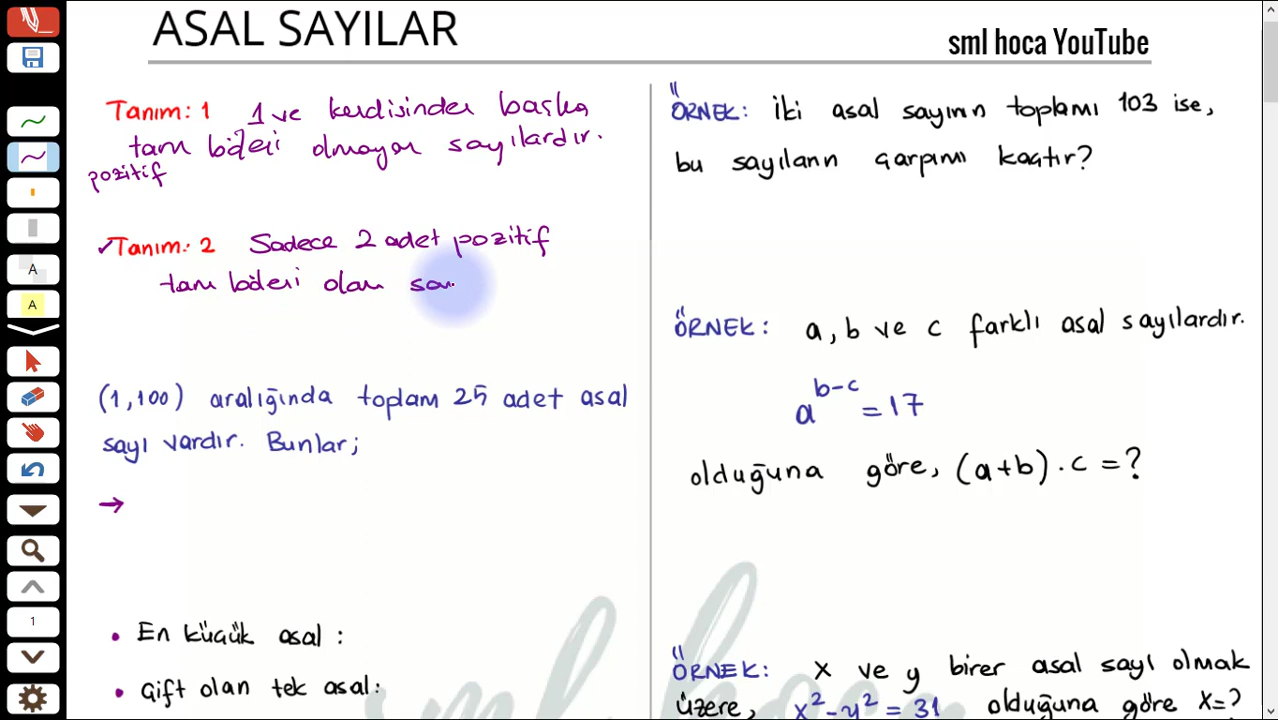 ASAL SAYILAR
sml hoca YouTube
Tanım: 1 1 ve kendisinden başka
tam böleni olmayan sayılardır.
pozitif
✓Tanım: 2 Sadece 2 adet pozitif
tam böleni olan say
(1,100) aralığında toplam 25 adet asal
sayı vardır. Bunlar;
→
• En küçük asal :
• Çift olan tek asal:
ÖRNEK: İki asal sayının toplamı 103 ise,
bu sayıların çarpımı kaçtır?
ÖRNEK: a, b ve c farklı asal sayılardır.
a^{b-c} = 17
olduğuna göre, (a+b).c =?
ÖRNEK: x ve y birer asal sayı olmak
üzere, x²-y² = 31 olduğuna göre x=?
sml hoca
A
A
1